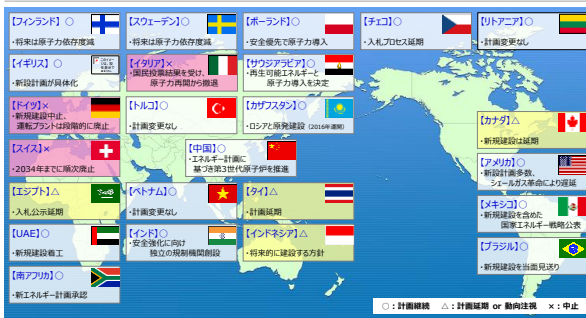 【フィンランド】○
・将来は原子力依存度減
【スウェーデン】○
・将来は原子力依存度減
【ポーランド】○
・安全優先で原子力導入
【チェコ】○
・入札プロセス延期
【リトアニア】○
・計画変更なし
【イギリス】○
・新設計画が具体化
【イタリア】×
・国民投票結果を受け、
原子力再開から撤退
【サウジアラビア】○
・再生可能エネルギーと
原子力導入を決定
【ドイツ】×
・新規建設中止、
運転プラントは段階的に廃止
【トルコ】○
・計画変更なし
【カザフスタン】○
・ロシアと原発建設（2016年運開）
【カナダ】△
・新規建設は延期
【スイス】×
・2034年までに順次廃止
【中国】○
・エネルギー計画に
基づき第3世代原子炉を推進
【アメリカ】○
・新設計画多数、
シェールガス革命により遅延
【エジプト】△
・入札公示延期
【ベトナム】○
・計画変更なし
【タイ】△
・計画延期
【メキシコ】○
・新規建設を含めた
国家エネルギー戦略公表
【UAE】○
・新規建設着工
【インド】○
・安全強化に向け
独立の規制機関創設
【インドネシア】△
・将来的に建設する方針
【ブラジル】○
・新規建設を当面見送り
【南アフリカ】○
・新エネルギー計画承認
○：計画継続　△：計画延期 or 動向注視　×：中止